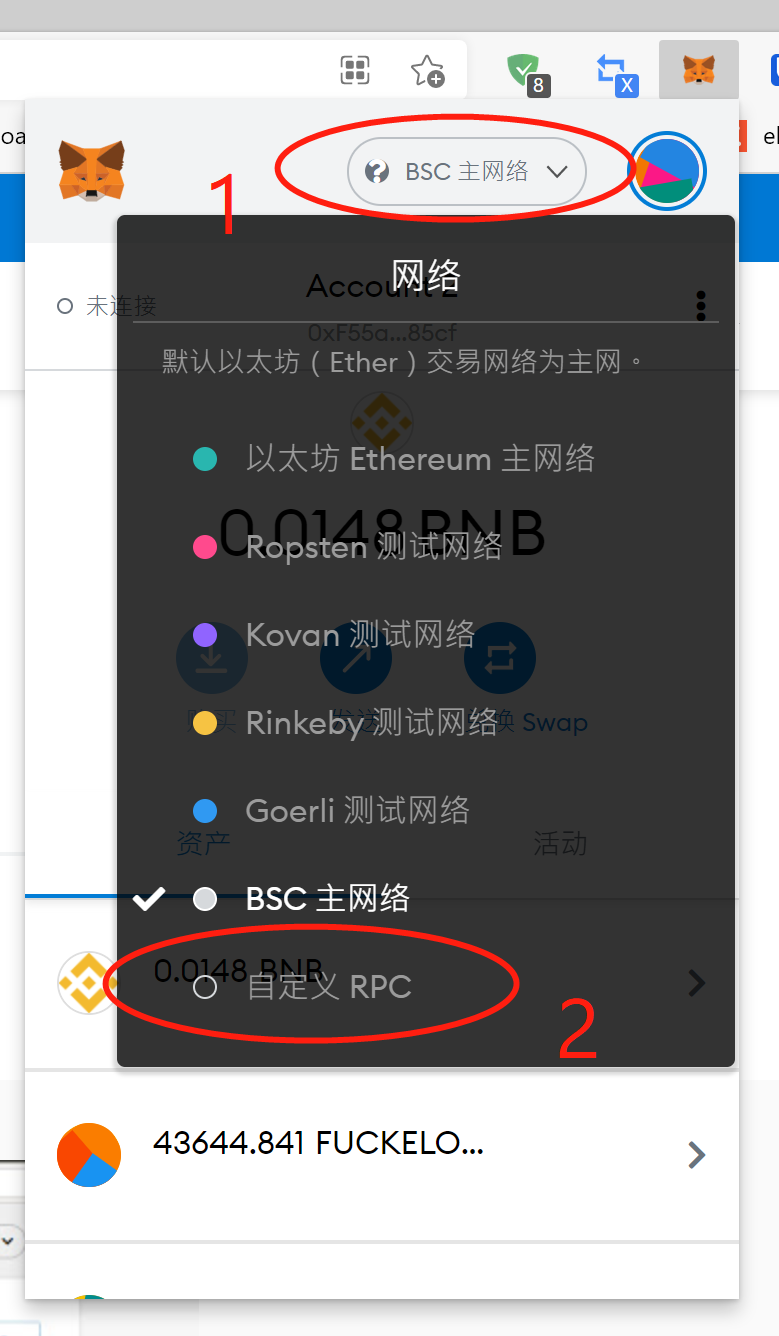 8
X
oa
el
1
BSC 主网络
网络
Account 2
未连接
0xF55a...85cf
默认以太坊 ( Ether ) 交易网络为主网。
以太坊 Ethereum 主网络
0.0148 BNB
Ropsten 测试网络
Kovan 测试网络
购买
发送
Swap
Rinkeby 测试网络
Goerli 测试网络
资产
活动
BSC 主网络
0.0148 BNB
自定义 RPC
2
43644.841 FUCKELO...